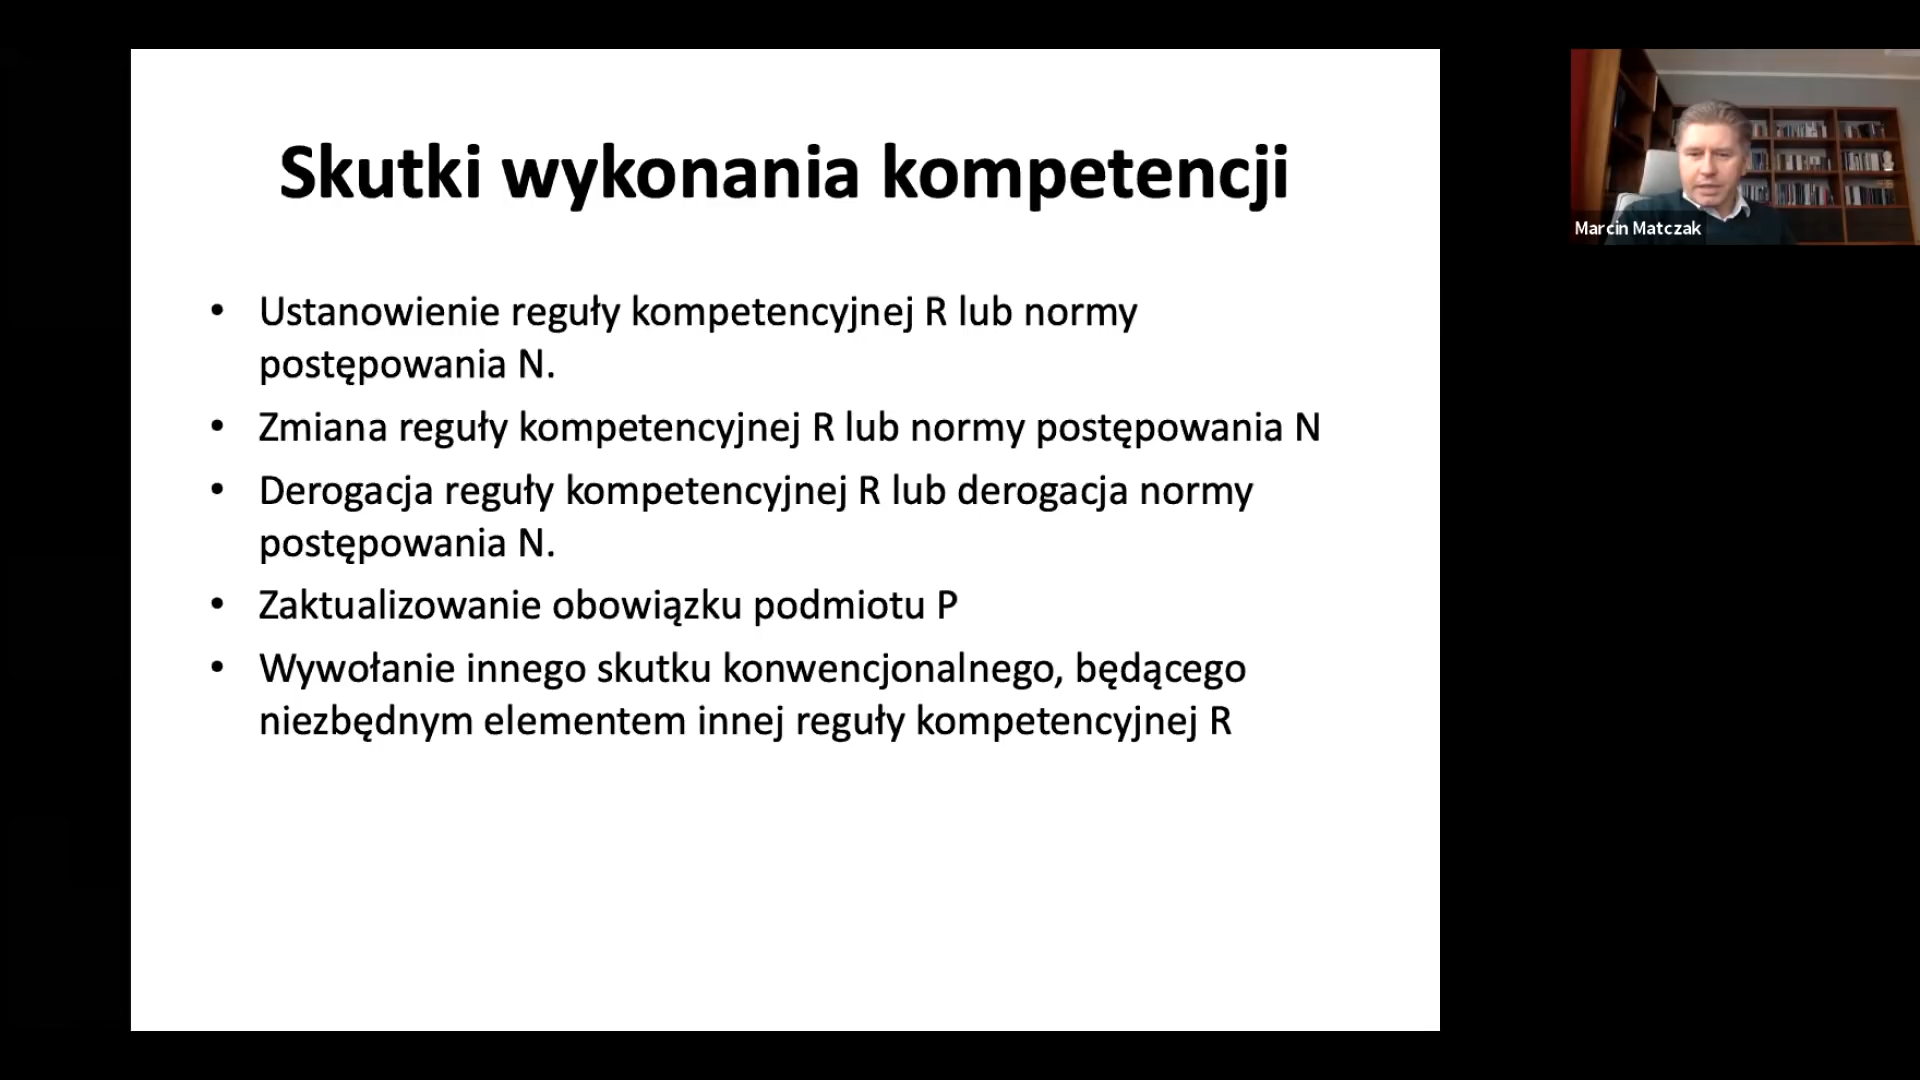 Skutki wykonania kompetencji
• Ustanowienie reguły kompetencyjnej R lub normy
postępowania N.
• Zmiana reguły kompetencyjnej R lub normy postępowania N
• Derogacja reguły kompetencyjnej R lub derogacja normy
postępowania N.
• Zaktualizowanie obowiązku podmiotu P
• Wywołanie innego skutku konwencjonalnego, będącego
niezbędnym elementem innej reguły kompetencyjnej R
Marcin Matczak